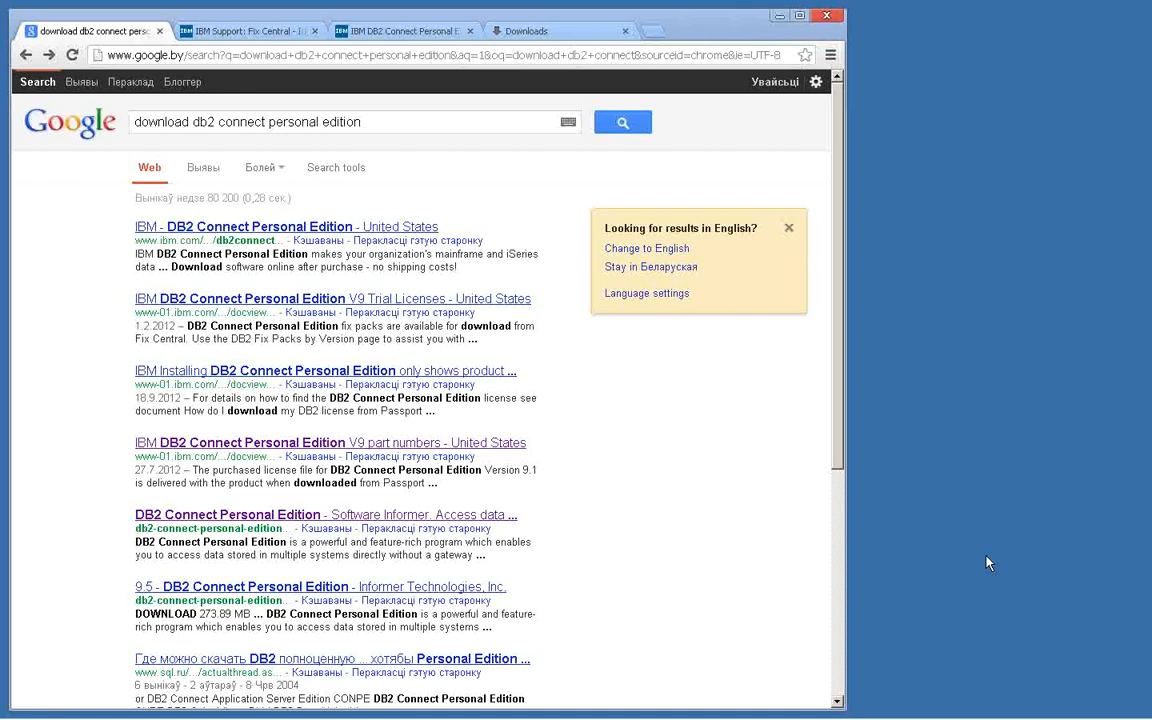 download db2 connect perso
IBM Support: Fix Central - 
IBM DB2 Connect Personal E
Downloads
www.google.by/search?q=download+db2+connect+personal+edition&aq=1&oq=download+db2+connect&sourceid=chrome&ie=UTF-8
Search Выявы Пераклад Блоггер Увайсьці
Google download db2 connect personal edition
Web Выявы Болей Search tools
Вынікаў недзе 80 200 (0,28 сек.)
IBM - DB2 Connect Personal Edition - United States
www.ibm.com/.../db2connect... - Кэшаваны - Перакласці гэтую старонку
IBM DB2 Connect Personal Edition makes your organization's mainframe and iSeries
data ... Download software online after purchase - no shipping costs!
Looking for results in English?
Change to English
Stay in Беларуская
Language settings
IBM DB2 Connect Personal Edition V9 Trial Licenses - United States
www-01.ibm.com/.../docview... - Кэшаваны - Перакласці гэтую старонку
1.2.2012 – DB2 Connect Personal Edition fix packs are available for download from
Fix Central. Use the DB2 Fix Packs by Version page to assist you with ...
IBM Installing DB2 Connect Personal Edition only shows product ...
www-01.ibm.com/.../docview... - Кэшаваны - Перакласці гэтую старонку
18.9.2012 – For details on how to find the DB2 Connect Personal Edition license see
document How do I download my DB2 license from Passport ...
IBM DB2 Connect Personal Edition V9 part numbers - United States
www-01.ibm.com/.../docview... - Кэшаваны - Перакласці гэтую старонку
27.7.2012 – The purchased license file for DB2 Connect Personal Edition Version 9.1
is delivered with the product when downloaded from Passport ...
DB2 Connect Personal Edition - Software Informer. Access data ...
db2-connect-personal-edition... - Кэшаваны - Перакласці гэтую старонку
DB2 Connect Personal Edition is a powerful and feature-rich program which enables
you to access data stored in multiple systems directly without a gateway ...
9.5 - DB2 Connect Personal Edition - Informer Technologies, Inc.
db2-connect-personal-edition... - Кэшаваны - Перакласці гэтую старонку
DOWNLOAD 273.89 MB ... DB2 Connect Personal Edition is a powerful and feature-
rich program which enables you to access data stored in multiple systems ...
Где можно скачать DB2 полноценную ... хотябы Personal Edition ...
www.sql.ru/.../actualthread.as... - Кэшаваны - Перакласці гэтую старонку
6 вынікаў - 2 аўтараў - 8 Чрв 2004
or DB2 Connect Application Server Edition CONPE DB2 Connect Personal Edition